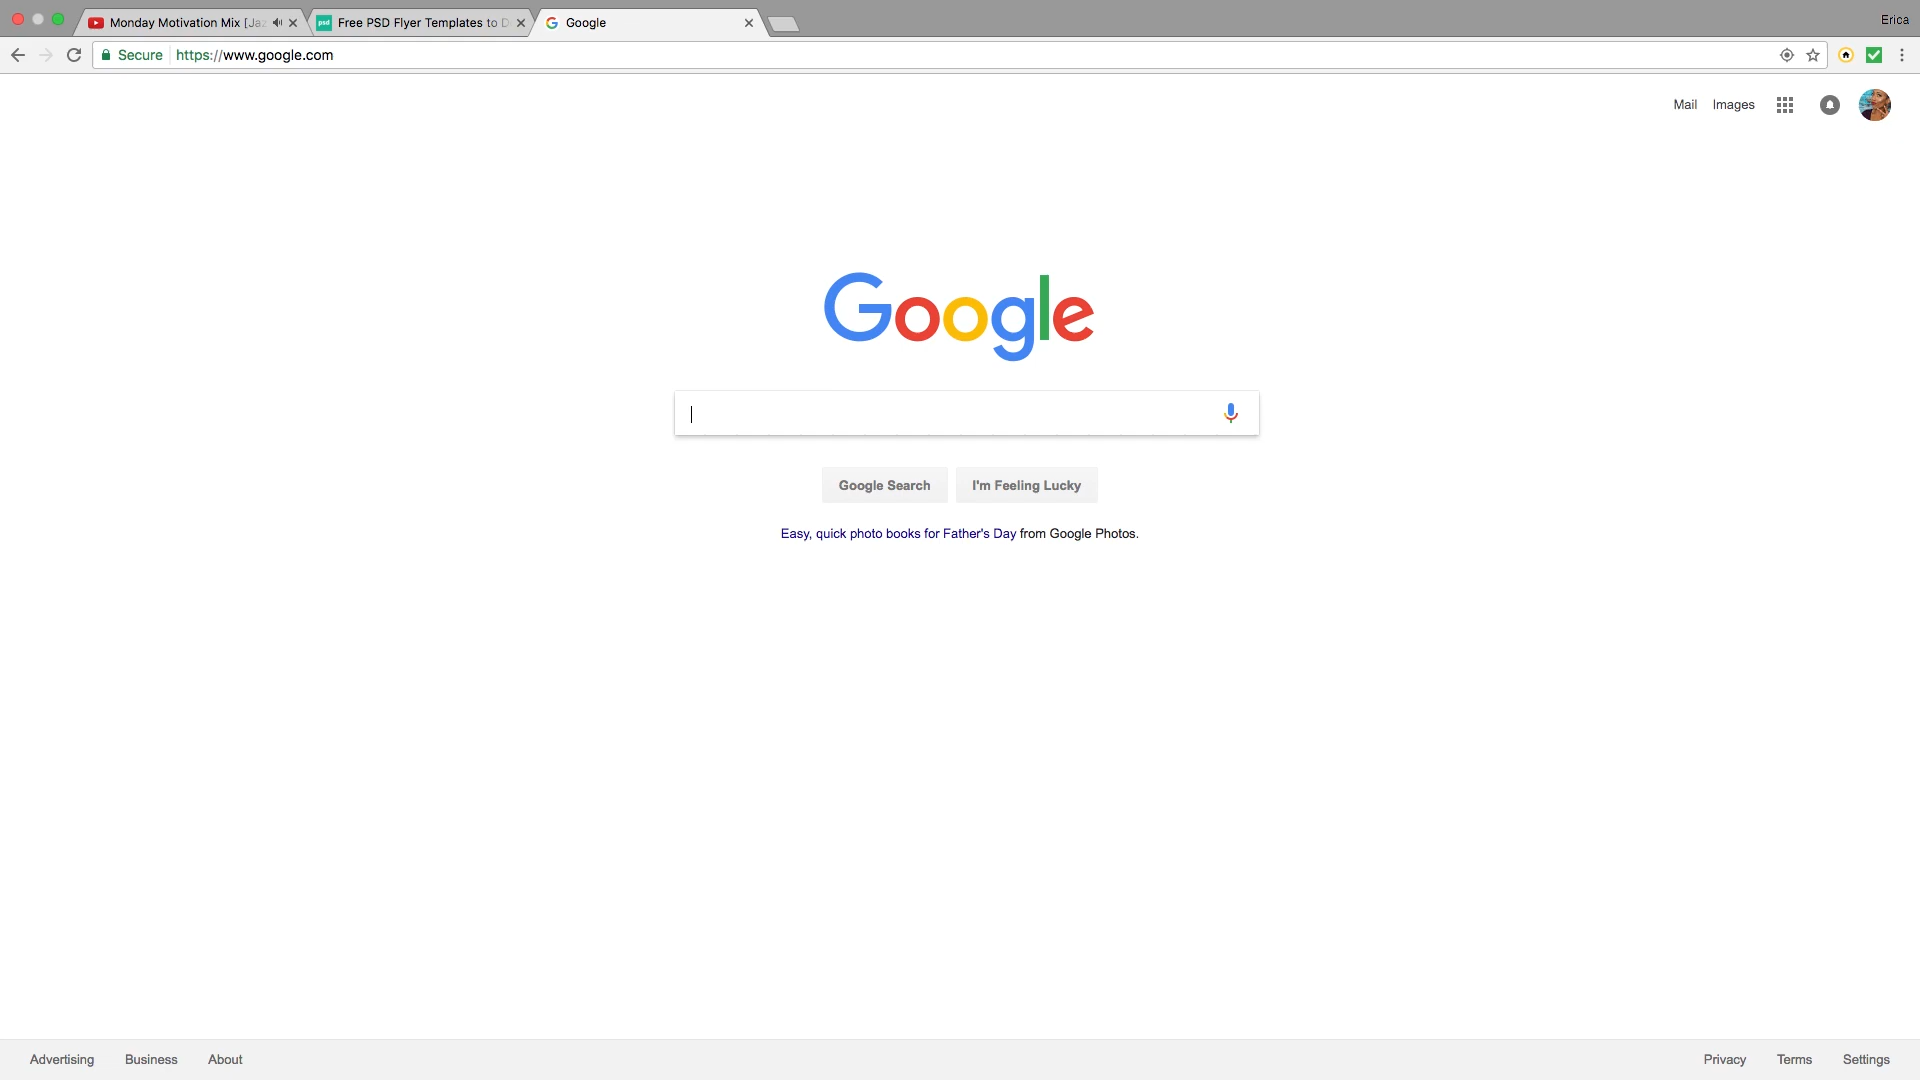 Monday Motivation Mix [Jaz
psd Free PSD Flyer Templates to D
Google
Erica
Secure https://www.google.com
Mail Images
Google
Google Search I'm Feeling Lucky
Easy, quick photo books for Father's Day from Google Photos.
Advertising Business About Privacy Terms Settings